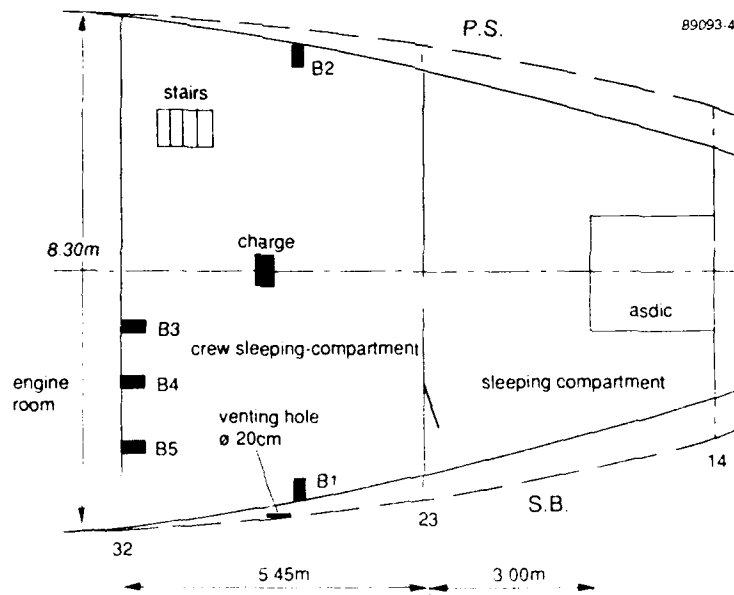 P.S.
89093-4
B2
stairs
8.30m
charge
B3
asdic
crew sleeping-compartment
engine
room
B4
sleeping compartment
venting hole
ø 20cm
B5
B1
14
S.B.
23
32
5.45m
3.00m